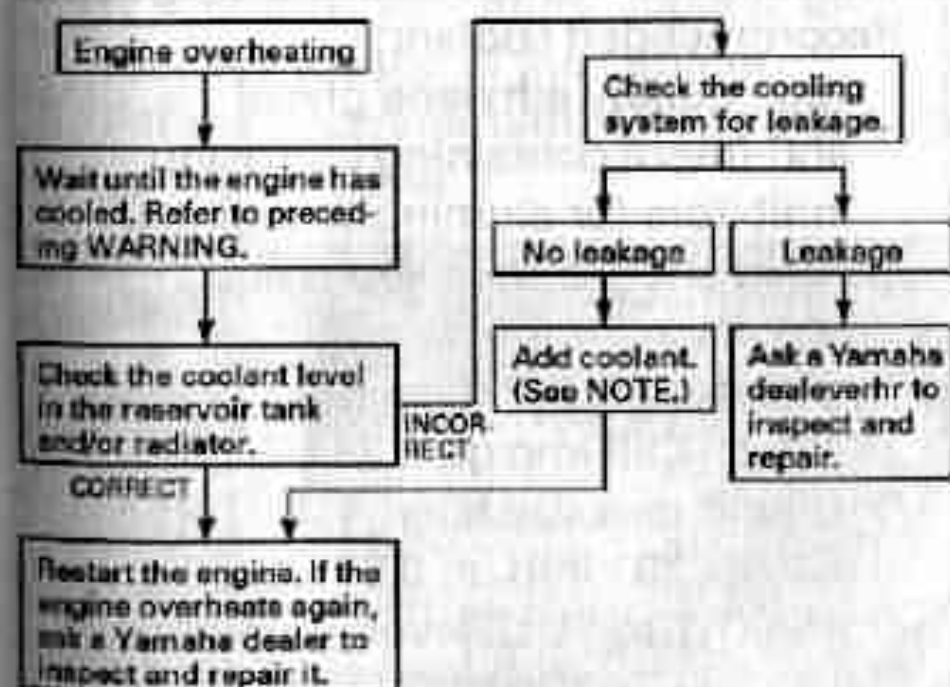 Engine overheating
Wait until the engine has
cooled. Refer to preced-
ing WARNING.
Check the coolant level
in the reservoir tank
and/or radiator.
INCOR-
RECT
CORRECT
Restart the engine. If the
engine overheats again,
ask a Yamaha dealer to
inspect and repair it.
Check the cooling
system for leakage.
No leakage
Leakage
Add coolant.
(See NOTE.)
Ask a Yamaha
dealeverhr to
inspect and
repair.